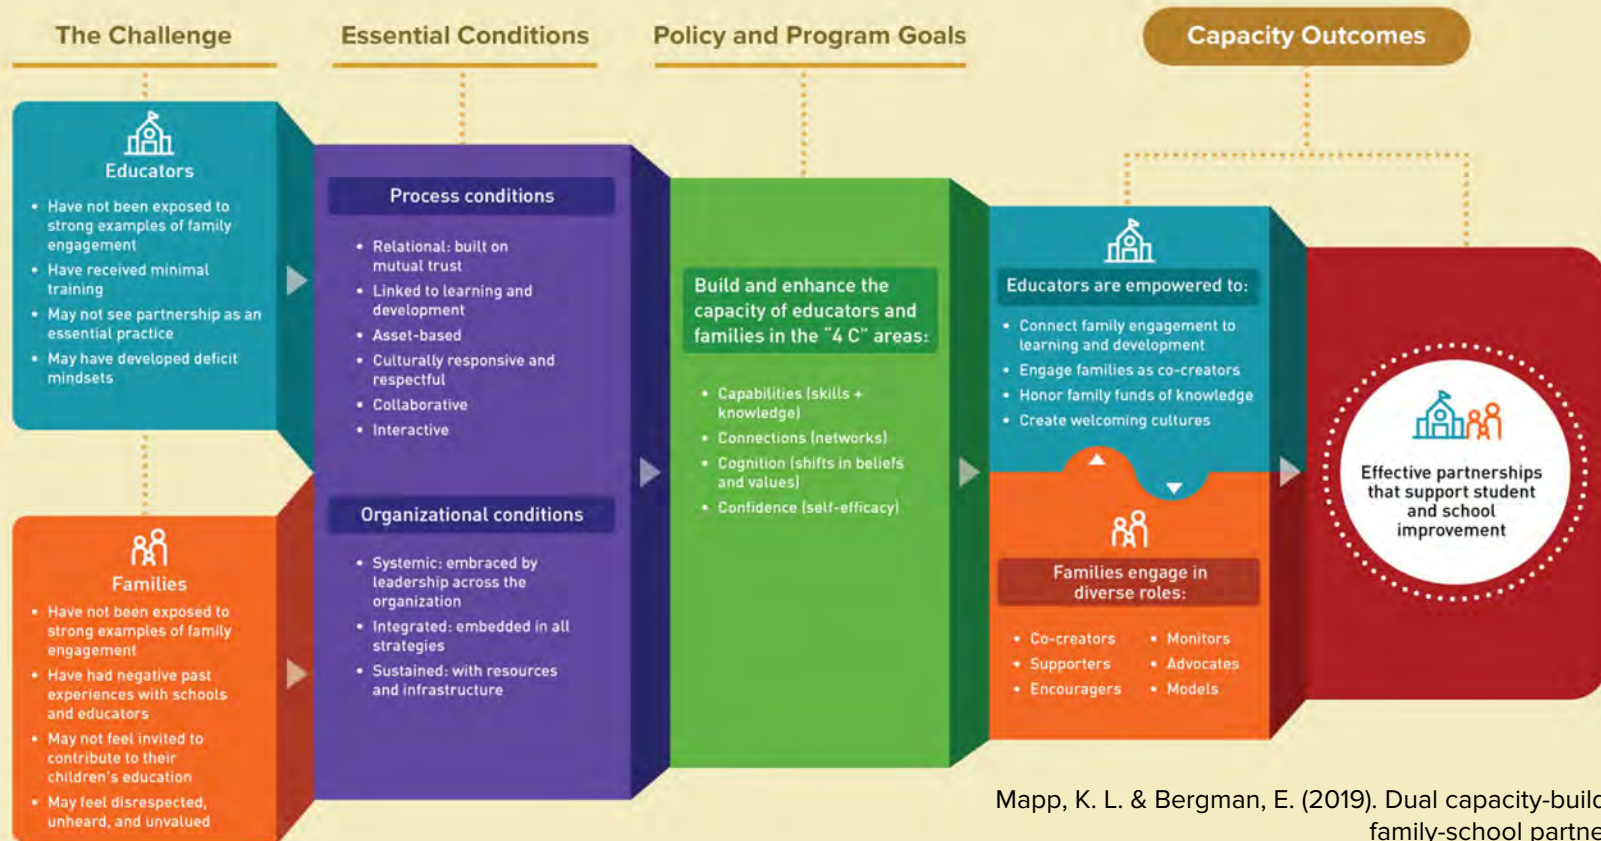 The Challenge
Essential Conditions
Policy and Program Goals
Capacity Outcomes
Educators
• Have not been exposed to
strong examples of family
engagement
• Have received minimal
training
• May not see partnership as an
essential practice
• May have developed deficit
mindsets
Families
• Have not been exposed to
strong examples of family
engagement
• Have had negative past
experiences with schools
and educators
• May not feel invited to
contribute to their
children's education
• May feel disrespected,
unheard, and unvalued
Process conditions
• Relational: built on
mutual trust
• Linked to learning and
development
• Asset-based
• Culturally responsive and
respectful
• Collaborative
• Interactive
Organizational conditions
• Systemic: embraced by
leadership across the
organization
• Integrated: embedded in all
strategies
• Sustained: with resources
and infrastructure
Build and enhance the
capacity of educators and
families in the "4 C" areas:
• Capabilities (skills +
knowledge)
• Connections (networks)
• Cognition (shifts in beliefs
and values)
• Confidence (self-efficacy)
Educators are empowered to:
• Connect family engagement to
learning and development
• Engage families as co-creators
• Honor family funds of knowledge
• Create welcoming cultures
Families engage in
diverse roles:
• Co-creators
• Supporters
• Encouragers
• Monitors
• Advocates
• Models
Effective partnerships
that support student
and school
improvement
Mapp, K. L. & Bergman, E. (2019). Dual capacity-build
family-school partne